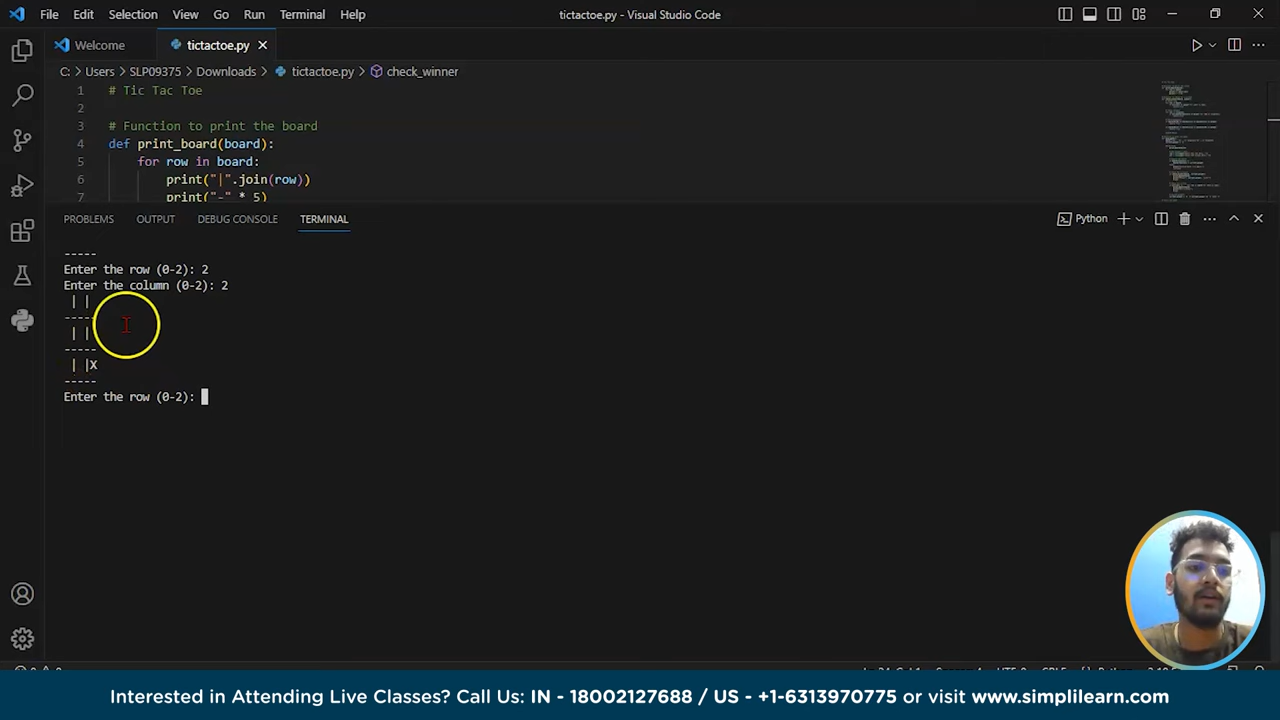 File Edit Selection View Go Run Terminal Help
tictactoe.py - Visual Studio Code
Welcome
tictactoe.py
C: > Users > SLP09375 > Downloads > tictactoe.py > check_winner
1 # Tic Tac Toe
2
3 # Function to print the board
4 def print_board(board):
5 for row in board:
6 print("|".join(row))
7 print("-" * 5)
PROBLEMS OUTPUT DEBUG CONSOLE TERMINAL
Python
-----
Enter the row (0-2): 2
Enter the column (0-2): 2
| |
-----
| |
-----
| |X
-----
Enter the row (0-2):
Interested in Attending Live Classes? Call Us: IN - 18002127688 / US - +1-6313970775 or visit www.simplilearn.com